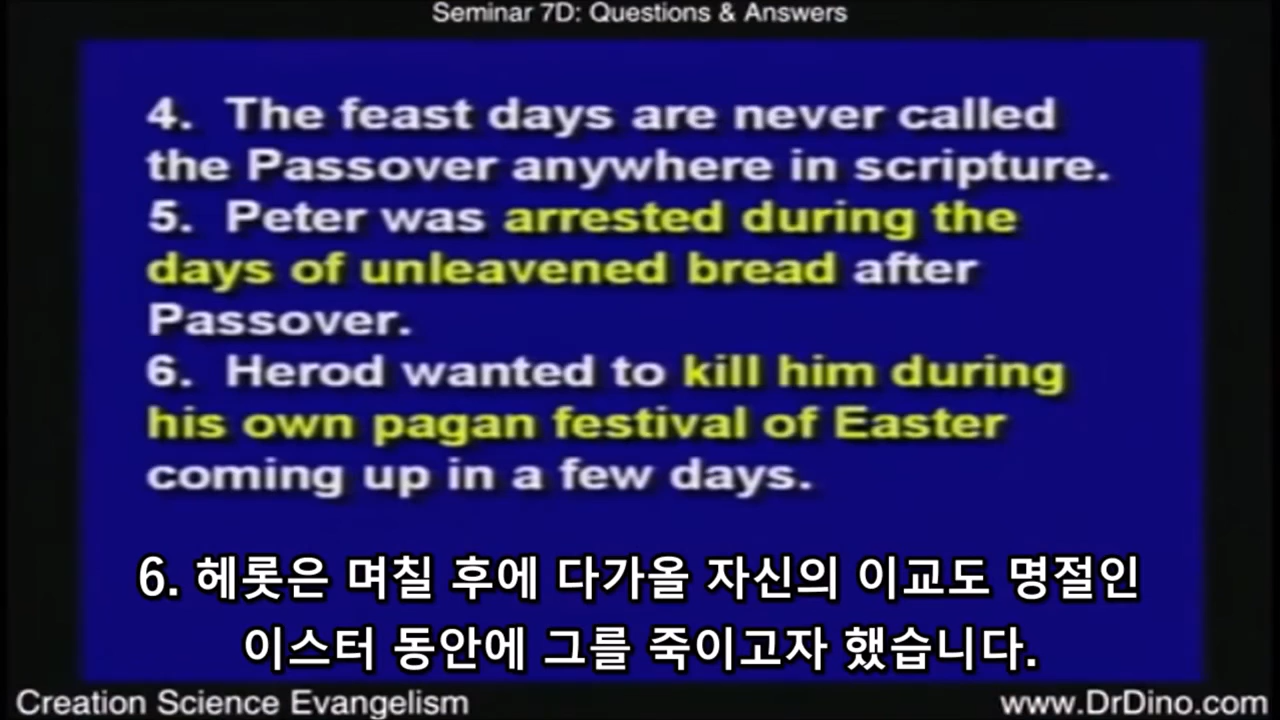 Seminar 7D: Questions & Answers
4. The feast days are never called
the Passover anywhere in scripture.
5. Peter was arrested during the
days of unleavened bread after
Passover.
6. Herod wanted to kill him during
his own pagan festival of Easter
coming up in a few days.
6. 헤롯은 며칠 후에 다가올 자신의 이교도 명절인
이스터 동안에 그를 죽이고자 했습니다.
Creation Science Evangelism
www.DrDino.com